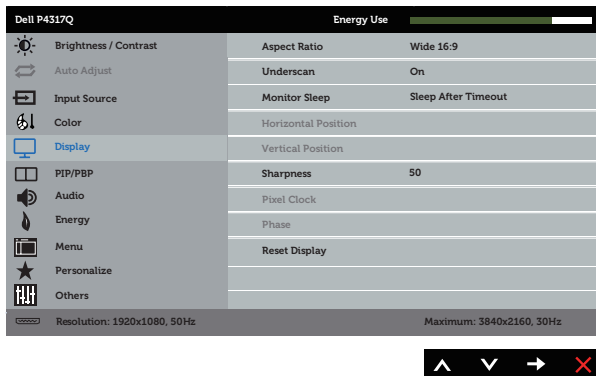 Dell P4317Q Energy Use
Brightness / Contrast
Auto Adjust
Input Source
Color
Display
PIP/PBP
Audio
Energy
Menu
Personalize
Others
Aspect Ratio Wide 16:9
Underscan On
Monitor Sleep Sleep After Timeout
Horizontal Position
Vertical Position
Sharpness 50
Pixel Clock
Phase
Reset Display
Resolution: 1920x1080, 50Hz Maximum: 3840x2160, 30Hz